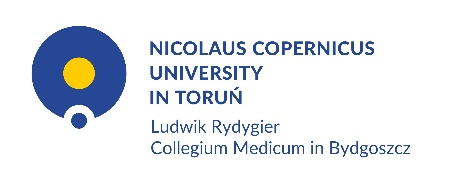 NICOLAUS COPERNICUS
UNIVERSITY
IN TORUŃ
Ludwik Rydygier
Collegium Medicum in Bydgoszcz